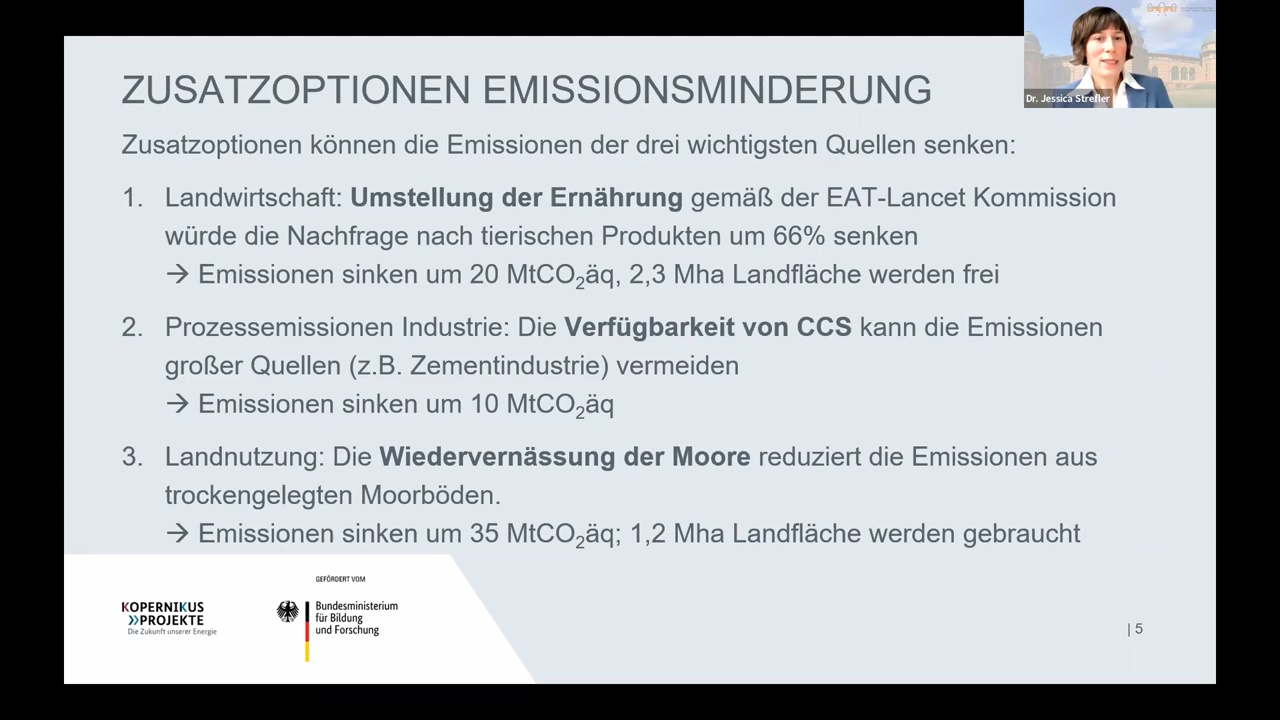 ZUSATZOPTIONEN EMISSIONSMINDERUNG
Dr. Jessica Strefler
Zusatzoptionen können die Emissionen der drei wichtigsten Quellen senken:
1. Landwirtschaft: Umstellung der Ernährung gemäß der EAT-Lancet Kommission
würde die Nachfrage nach tierischen Produkten um 66% senken
→ Emissionen sinken um 20 MtCO₂äq, 2,3 Mha Landfläche werden frei
2. Prozessemissionen Industrie: Die Verfügbarkeit von CCS kann die Emissionen
großer Quellen (z.B. Zementindustrie) vermeiden
→ Emissionen sinken um 10 MtCO₂äq
3. Landnutzung: Die Wiedervernässung der Moore reduziert die Emissionen aus
trockengelegten Moorböden.
→ Emissionen sinken um 35 MtCO₂äq; 1,2 Mha Landfläche werden gebraucht
KOPERNIKUS
PROJEKTE
Die Zukunft unserer Energie
GEFÖRDERT VOM
Bundesministerium
für Bildung
und Forschung
| 5